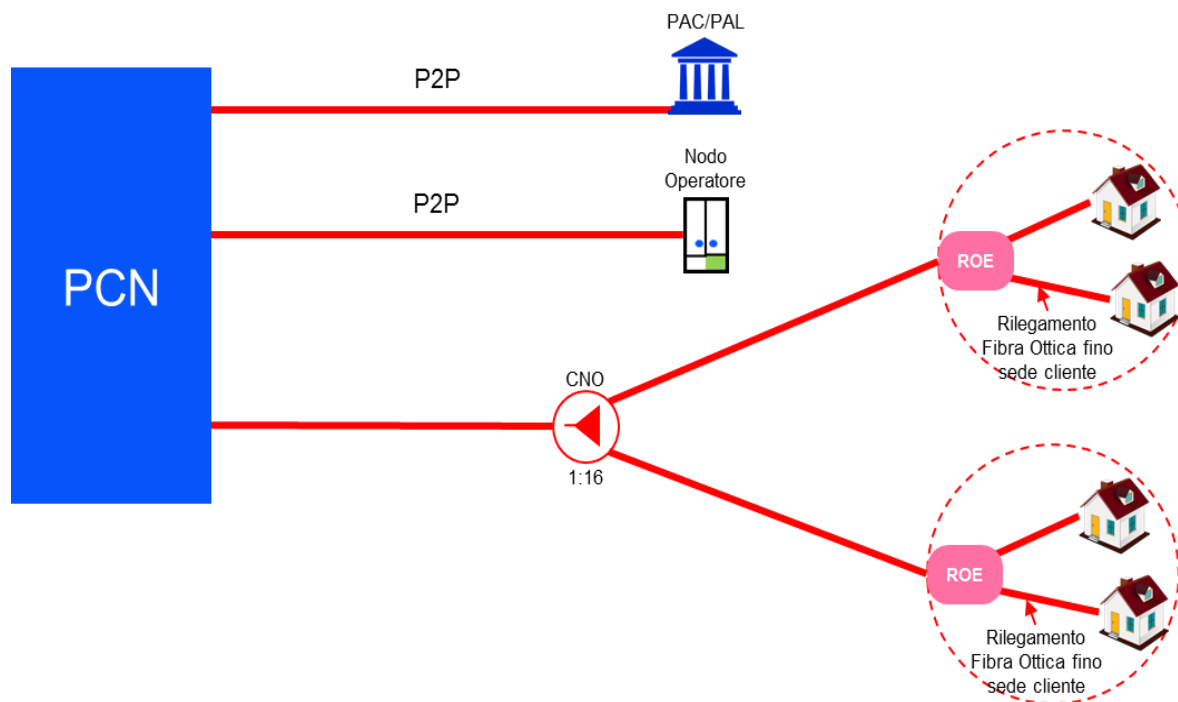 PAC/PAL
P2P
Nodo
Operatore
P2P
PCN
ROE
Rilegamento
Fibra Ottica fino
sede cliente
CNO
1:16
ROE
Rilegamento
Fibra Ottica fino
sede cliente